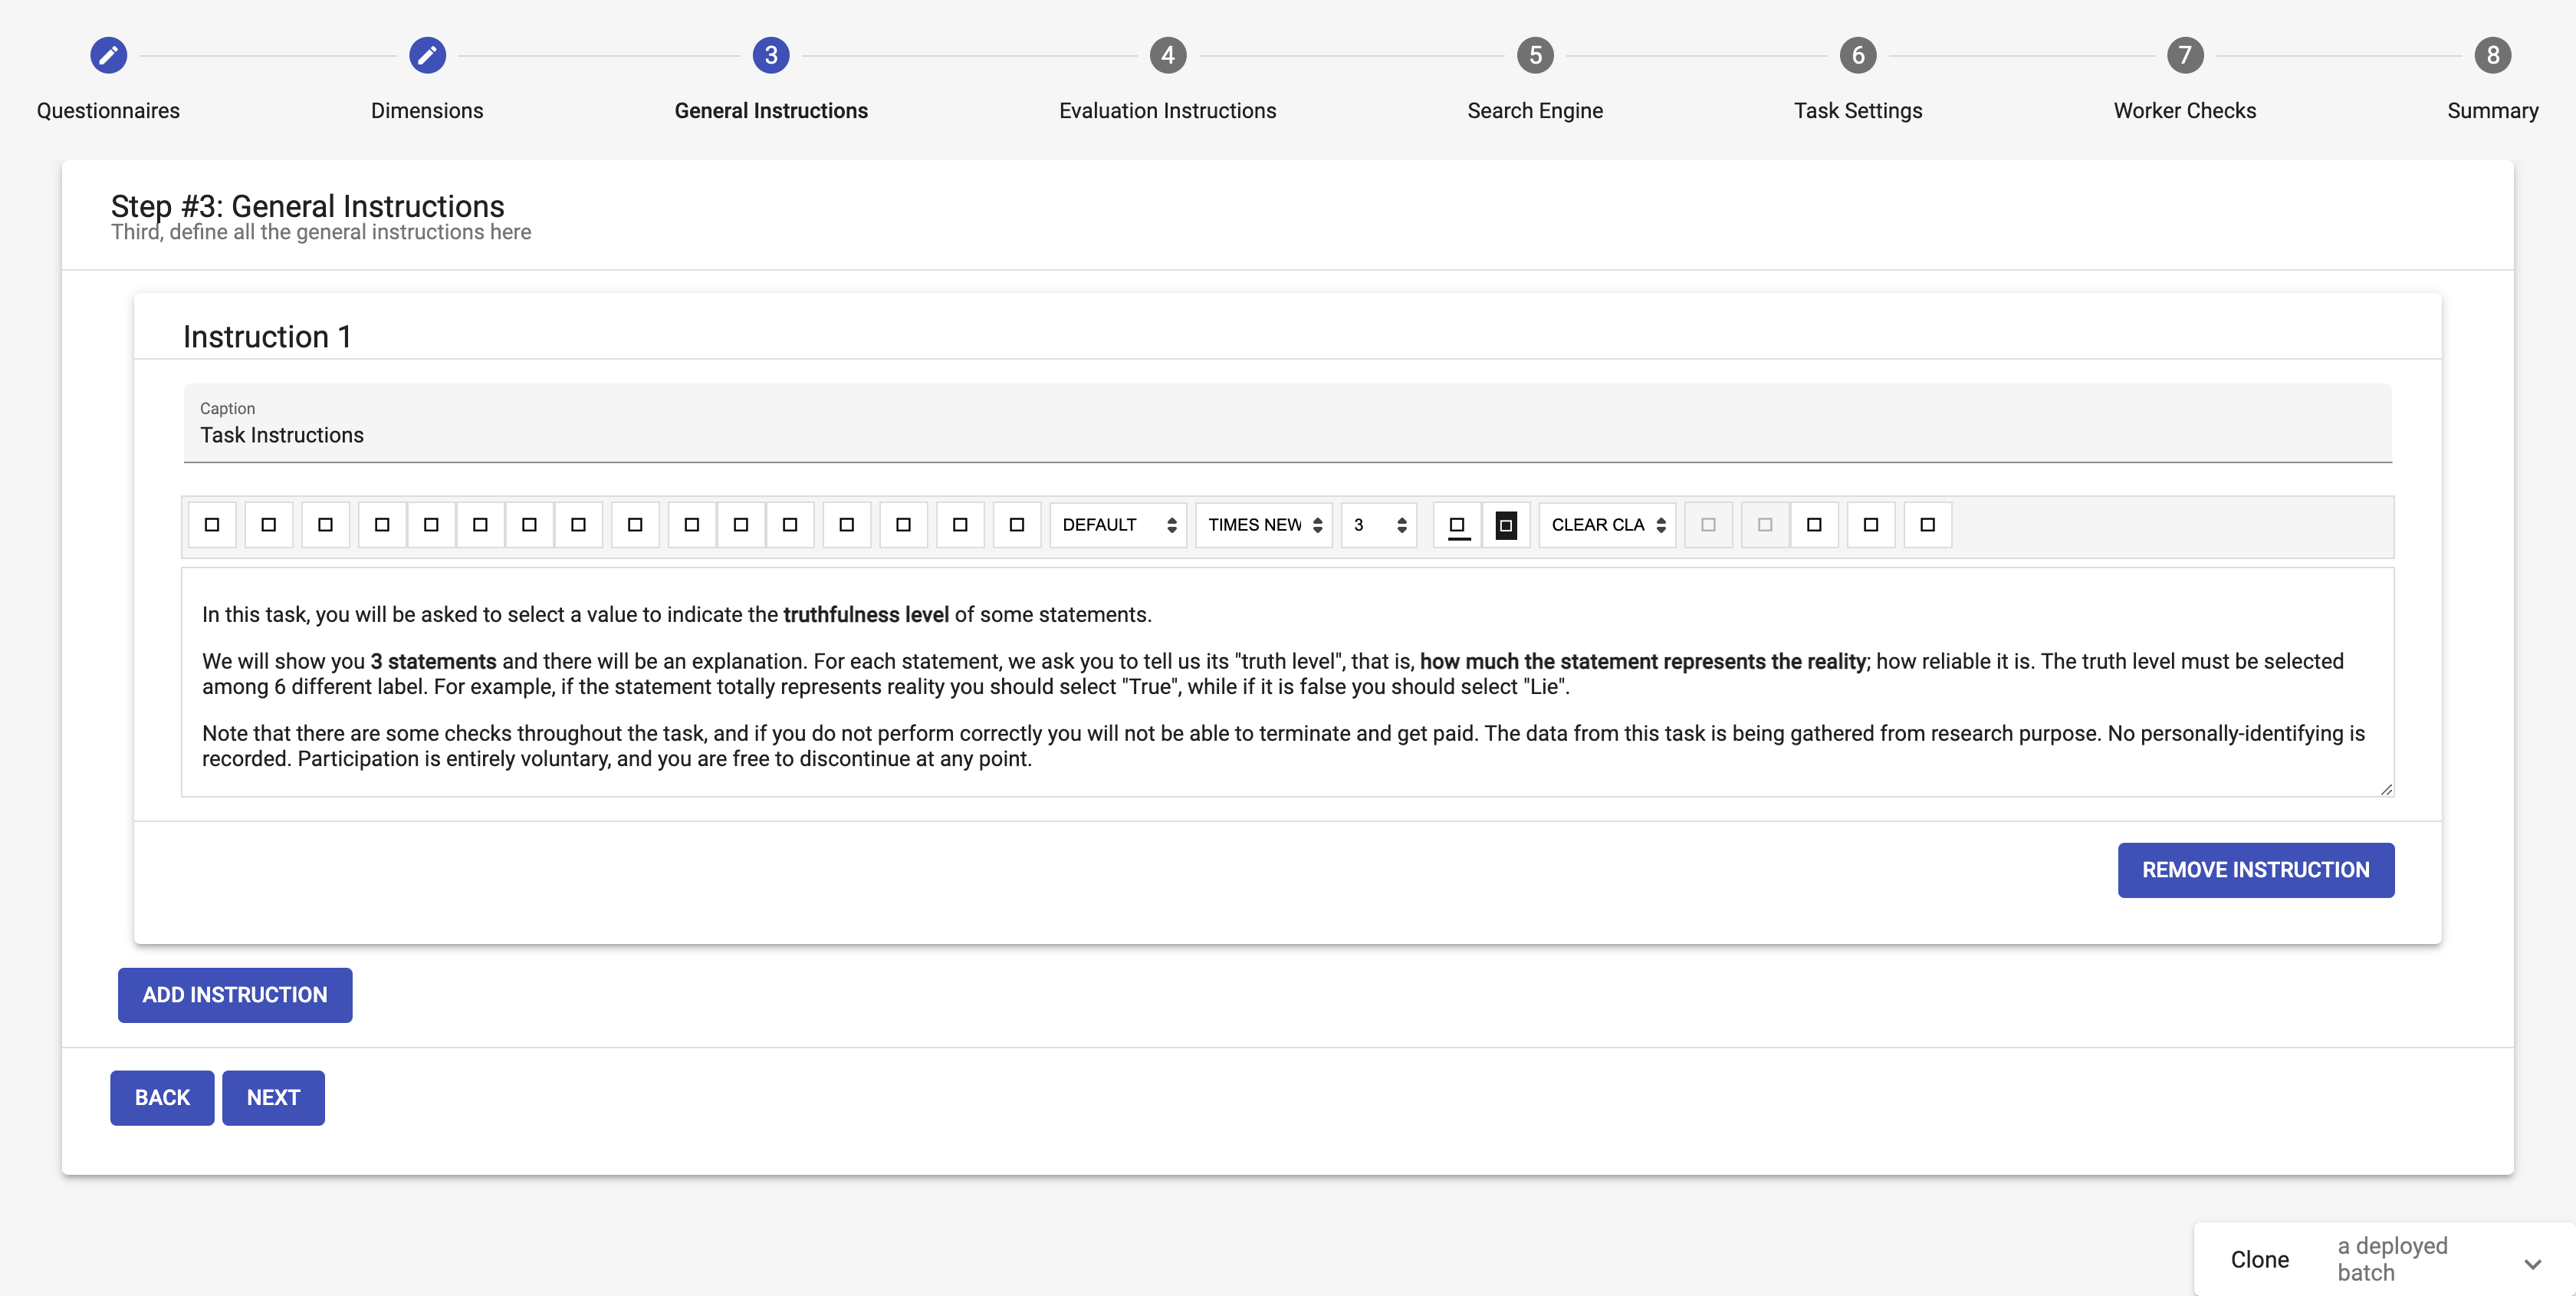 3 4 5 6 7 8
Questionnaires Dimensions General Instructions Evaluation Instructions Search Engine Task Settings Worker Checks Summary
Step #3: General Instructions
Third, define all the general instructions here
Instruction 1
Caption
Task Instructions
DEFAULT TIMES NEW 3 CLEAR CLA
In this task, you will be asked to select a value to indicate the truthfulness level of some statements.
We will show you 3 statements and there will be an explanation. For each statement, we ask you to tell us its "truth level", that is, how much the statement represents the reality; how reliable it is. The truth level must be selected
among 6 different label. For example, if the statement totally represents reality you should select "True", while if it is false you should select "Lie".
Note that there are some checks throughout the task, and if you do not perform correctly you will not be able to terminate and get paid. The data from this task is being gathered from research purpose. No personally-identifying is
recorded. Participation is entirely voluntary, and you are free to discontinue at any point.
REMOVE INSTRUCTION
ADD INSTRUCTION
BACK NEXT
Clone a deployed
batch